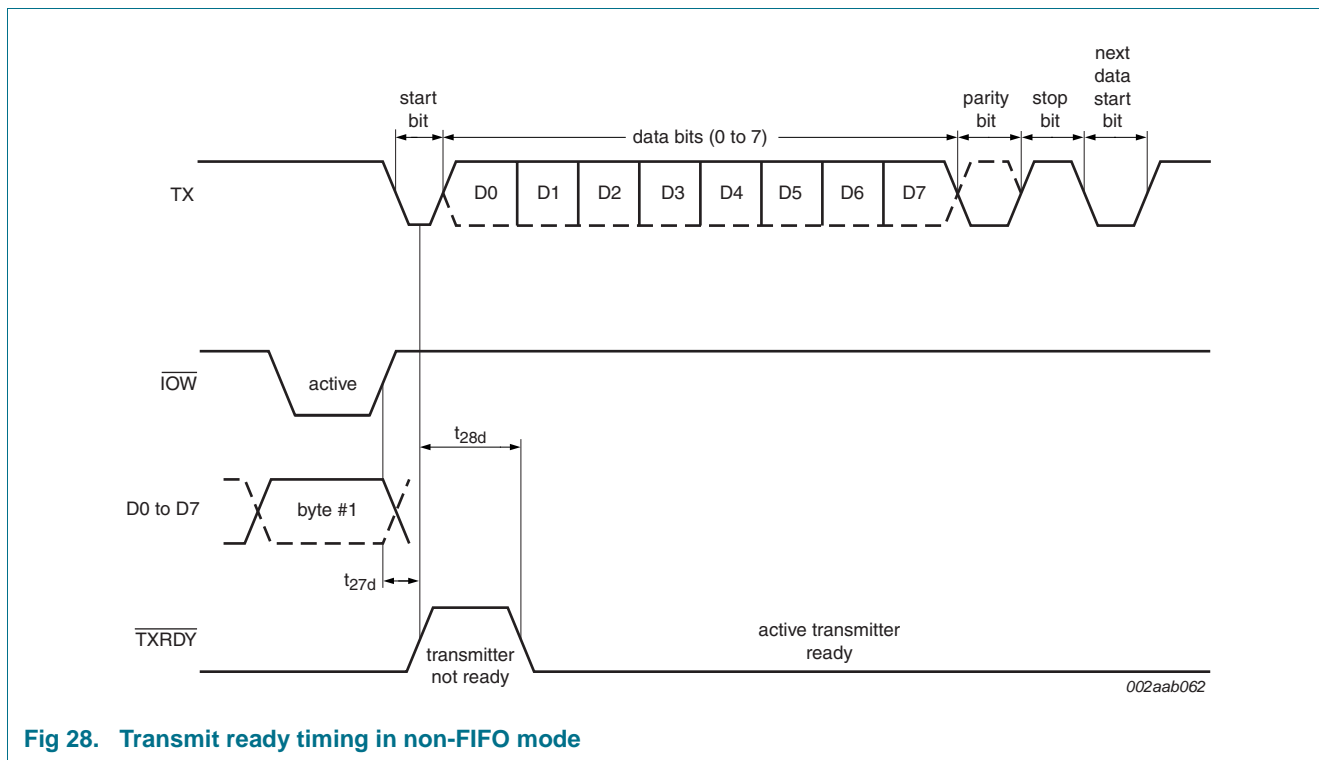 next
data
start
bit
start
bit
parity
bit
stop
bit
data bits (0 to 7)
TX
D0
D1
D2
D3
D4
D5
D6
D7
IOW
active
t28d
D0 to D7
byte #1
t27d
TXRDY
transmitter
not ready
active transmitter
ready
002aab062
Fig 28. Transmit ready timing in non-FIFO mode